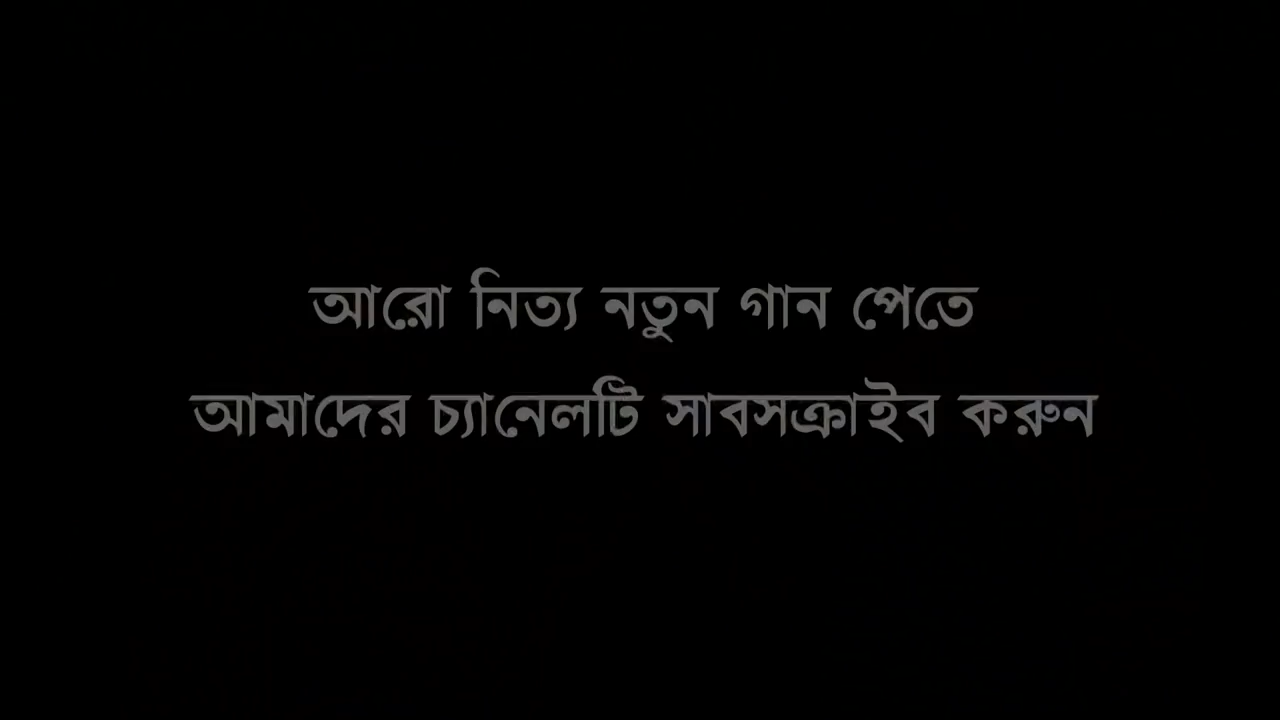 আরো নিত্য নতুন গান পেতে
আমাদের চ্যানেলটি সাবসক্রাইব করুন